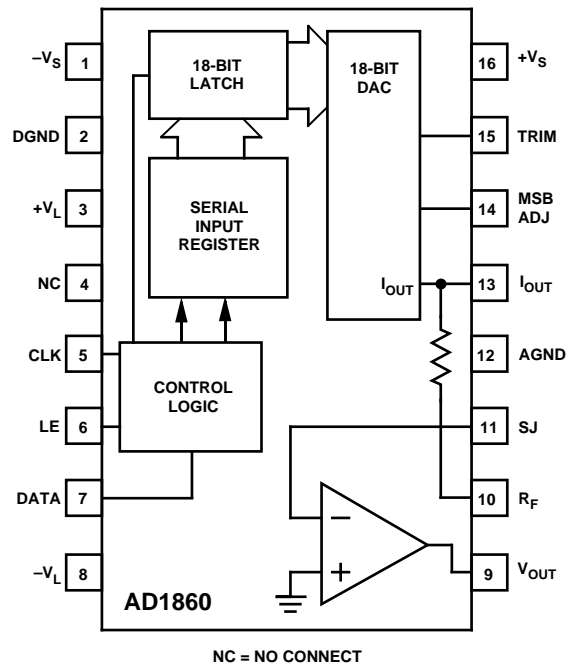 –VS 1
DGND 2
+VL 3
NC 4
CLK 5
LE 6
DATA 7
–VL 8
18-BIT
LATCH
SERIAL
INPUT
REGISTER
CONTROL
LOGIC
18-BIT
DAC
IOUT
16 +VS
15 TRIM
14 MSB
ADJ
13 IOUT
12 AGND
11 SJ
10 RF
9 VOUT
–
+
AD1860
NC = NO CONNECT